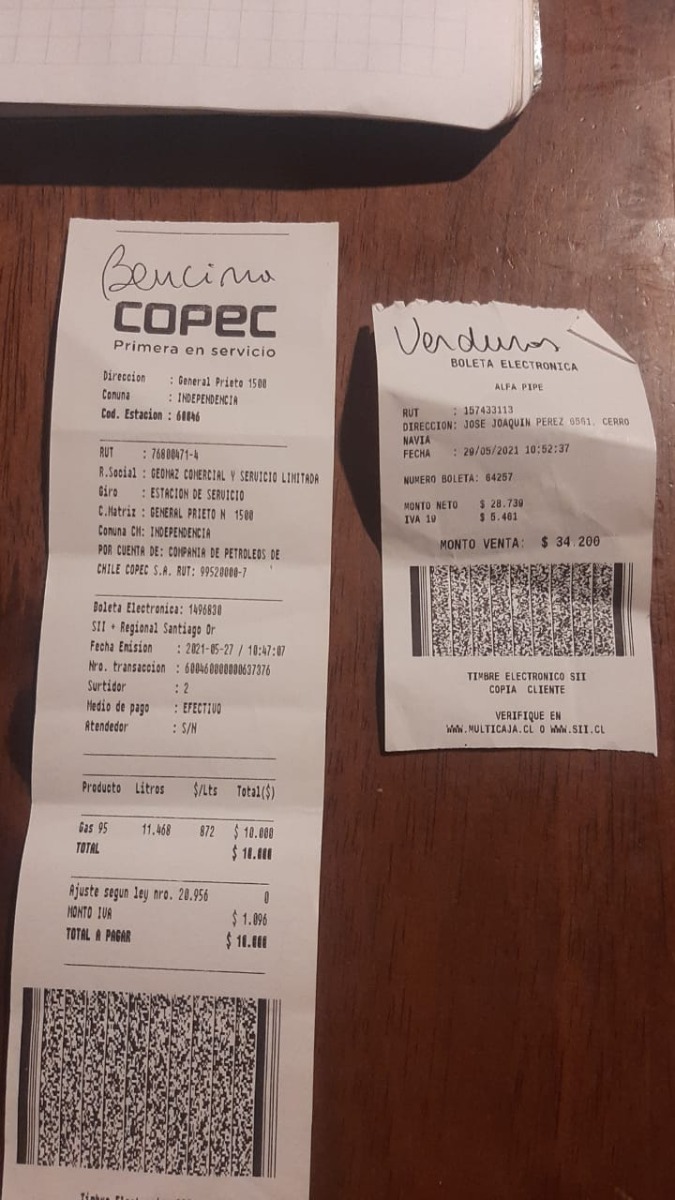 Bencina
COPEC
Primera en servicio
Direccion : General Prieto 1500
Comuna : INDEPENDENCIA
Cod. Estacion : 60046
RUT : 76800471-4
R.Social : GEOMAZ COMERCIAL Y SERVICIO LIMITADA
Giro : ESTACION DE SERVICIO
C.Matriz : GENERAL PRIETO N 1500
Comuna CM: INDEPENDENCIA
POR CUENTA DE: COMPANIA DE PETROLEOS DE
CHILE COPEC S.A. RUT: 99520000-7
Boleta Electronica: 1496830
SII - Regional Santiago Or
Fecha Emision : 2021-05-27 / 10:47:07
Nro. transaccion : 600460000000637376
Surtidor : 2
Medio de pago : EFECTIVO
Atendedor : S/N
Producto Litros $/Lts Total($)
Gas 95 11.468 872 $ 10.000
TOTAL $ 10.000
Ajuste segun ley nro. 20.956 0
MONTO IVA $ 1.096
TOTAL A PAGAR $ 10.000
Verduras
BOLETA ELECTRONICA
ALFA PIPE
RUT : 157433113
DIRECCION: JOSE JOAQUIN PEREZ 6561, CERRO
NAVIA
FECHA : 29/05/2021 10:52:37
NUMERO BOLETA: 64257
MONTO NETO $ 28.739
IVA 19 $ 5.461
MONTO VENTA: $ 34.200
TIMBRE ELECTRONICO SII
COPIA CLIENTE
VERIFIQUE EN
WWW.MULTICAJA.CL O WWW.SII.CL